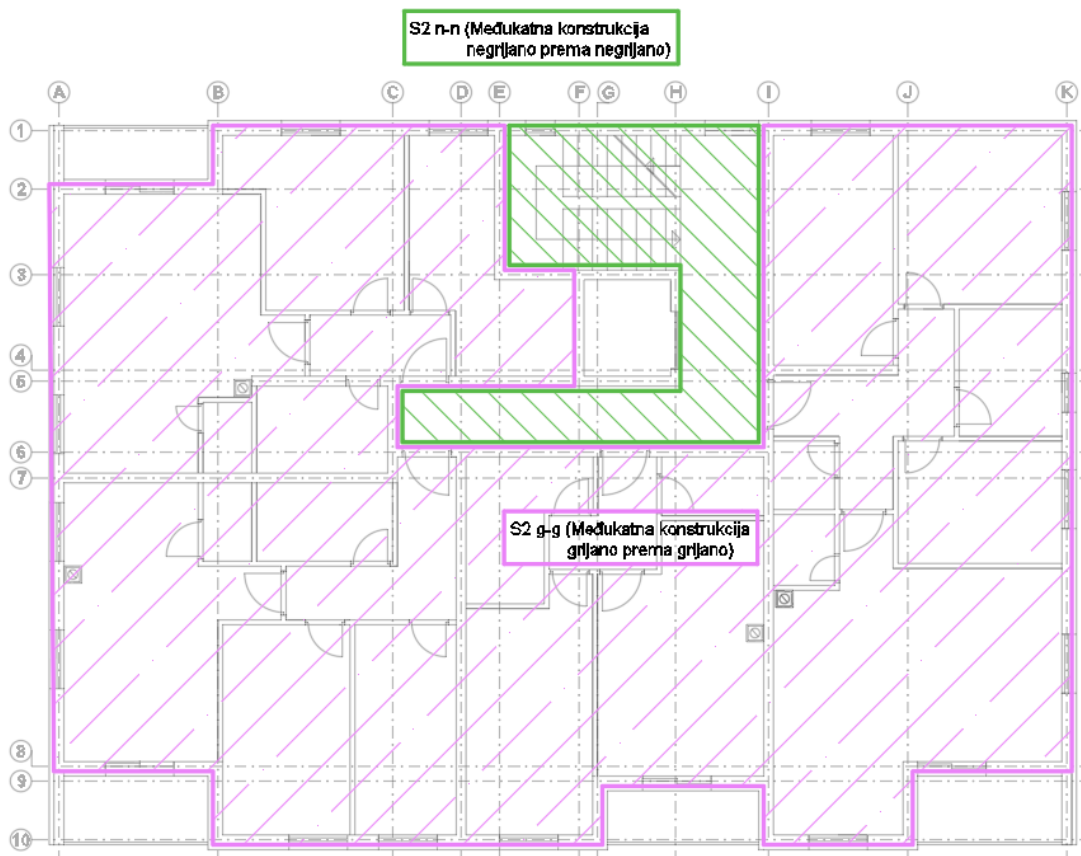 S2 n-n (Međukatna konstrukcija
negrijano prema negrijano)
A B C D E F G H I J K
1
2
3
4
5
6
7
S2 g-g (Međukatna konstrukcija
grijano prema grijano)
8
9
10